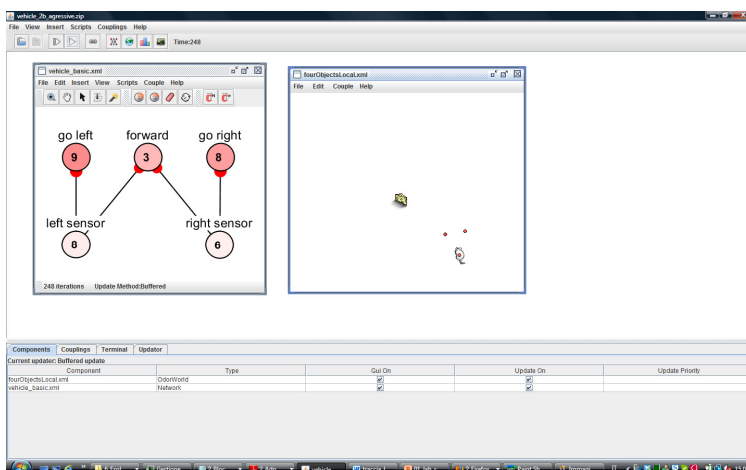 vehicle_2b_agressive.zip
File View Insert Scripts Couplings Help
Time:248
vehicle_basic.xml
File Edit Insert View Scripts Couple Help
go left forward go right
9 3 8
left sensor right sensor
8 6
248 iterations Update Method:Buffered
fourObjectsLocal.xml
File Edit Couple Help
Components Couplings Terminal Updator
Current updater: Buffered update
Component Type Gui On Update On Update Priority
fourObjectsLocal.xml OdorWorld
vehicle_basic.xml Network
vehicle